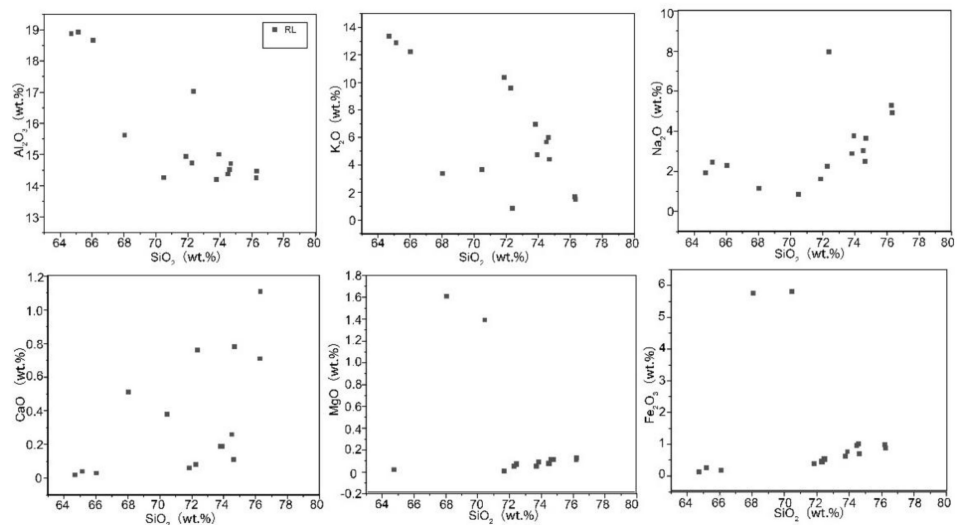 RL
19
18
17
16
15
14
13
Al2O3 (wt.%)
64 66 68 70 72 74 76 78 80
SiO2 (wt.%)
14
12
10
8
6
4
2
0
K2O (wt.%)
64 66 68 70 72 74 76 78 80
SiO2 (wt.%)
10
8
6
4
2
0
Na2O (wt.%)
64 66 68 70 72 74 76 78 80
SiO2 (wt.%)
1.2
1.0
0.8
0.6
0.4
0.2
0
CaO (wt.%)
64 66 68 70 72 74 76 78 80
SiO2 (wt.%)
1.8
1.6
1.4
1.2
1.0
0.8
0.6
0.4
0.2
0
-0.2
MgO (wt.%)
64 66 68 70 72 74 76 78 80
SiO2 (wt.%)
6
5
4
3
2
1
0
Fe2O3 (wt.%)
64 66 68 70 72 74 76 78 80
SiO2 (wt.%)